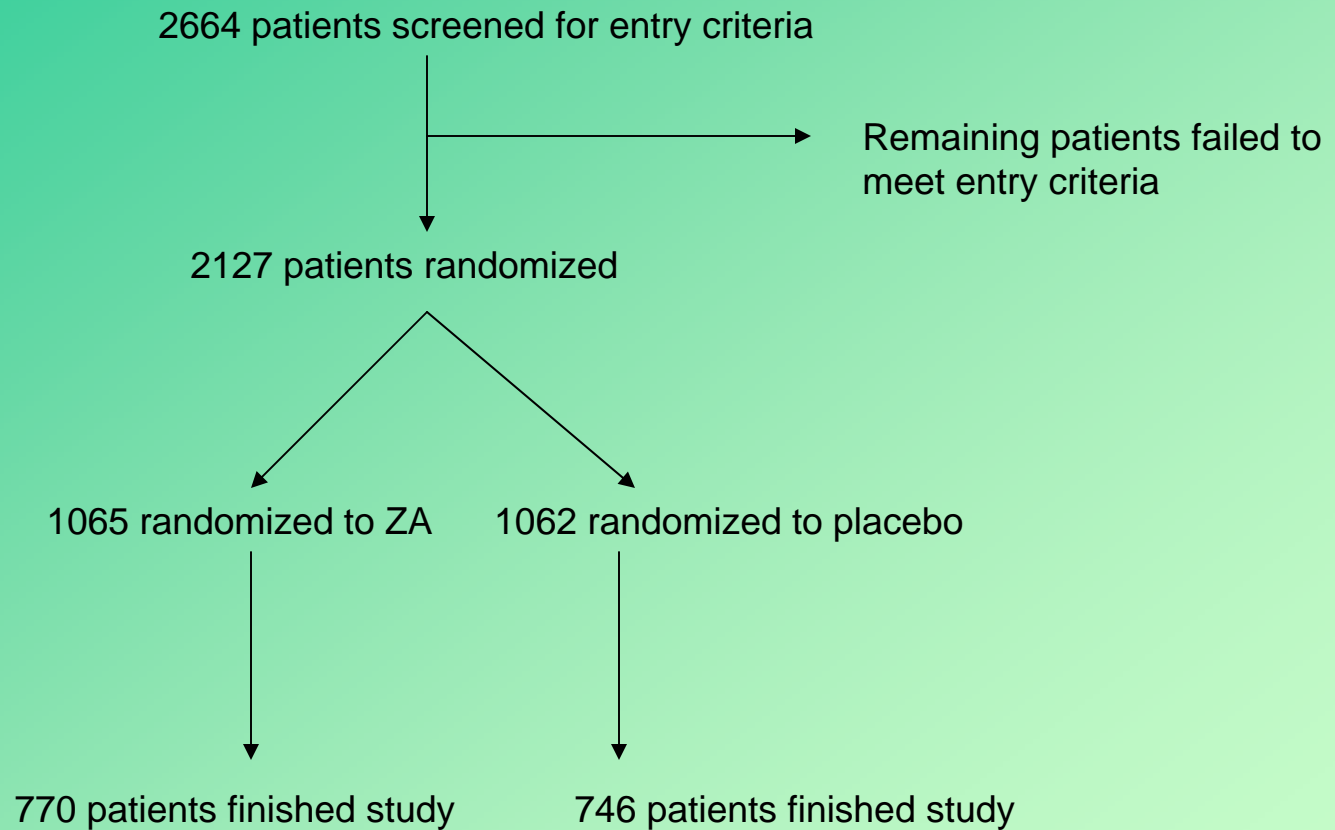 2664 patients screened for entry criteria
Remaining patients failed to
meet entry criteria
2127 patients randomized
1065 randomized to ZA
1062 randomized to placebo
770 patients finished study
746 patients finished study